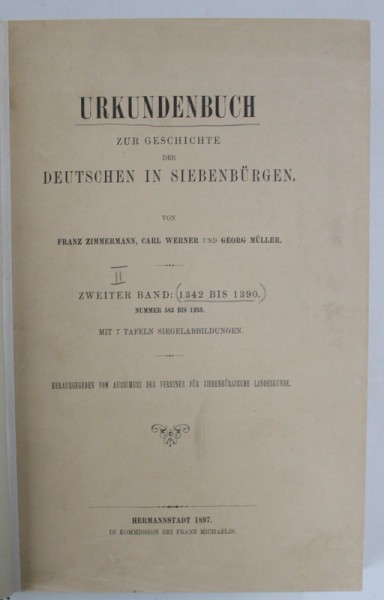 URKUNDENBUCH
ZUR GESCHICHTE
DER
DEUTSCHEN IN SIEBENBÜRGEN.
VON
FRANZ ZIMMERMANN, CARL WERNER UND GEORG MÜLLER.
II
ZWEITER BAND: (1342 BIS 1390.)
NUMMER 583 BIS 1259.
MIT 7 TAFELN SIEGELABBILDUNGEN.
HERAUSGEGEBEN VOM AUSSCHUSS DES VEREINES FÜR SIEBENBÜRGISCHE LANDESKUNDE.
HERMANNSTADT 1897.
IN KOMMISSION BEI FRANZ MICHAELIS.